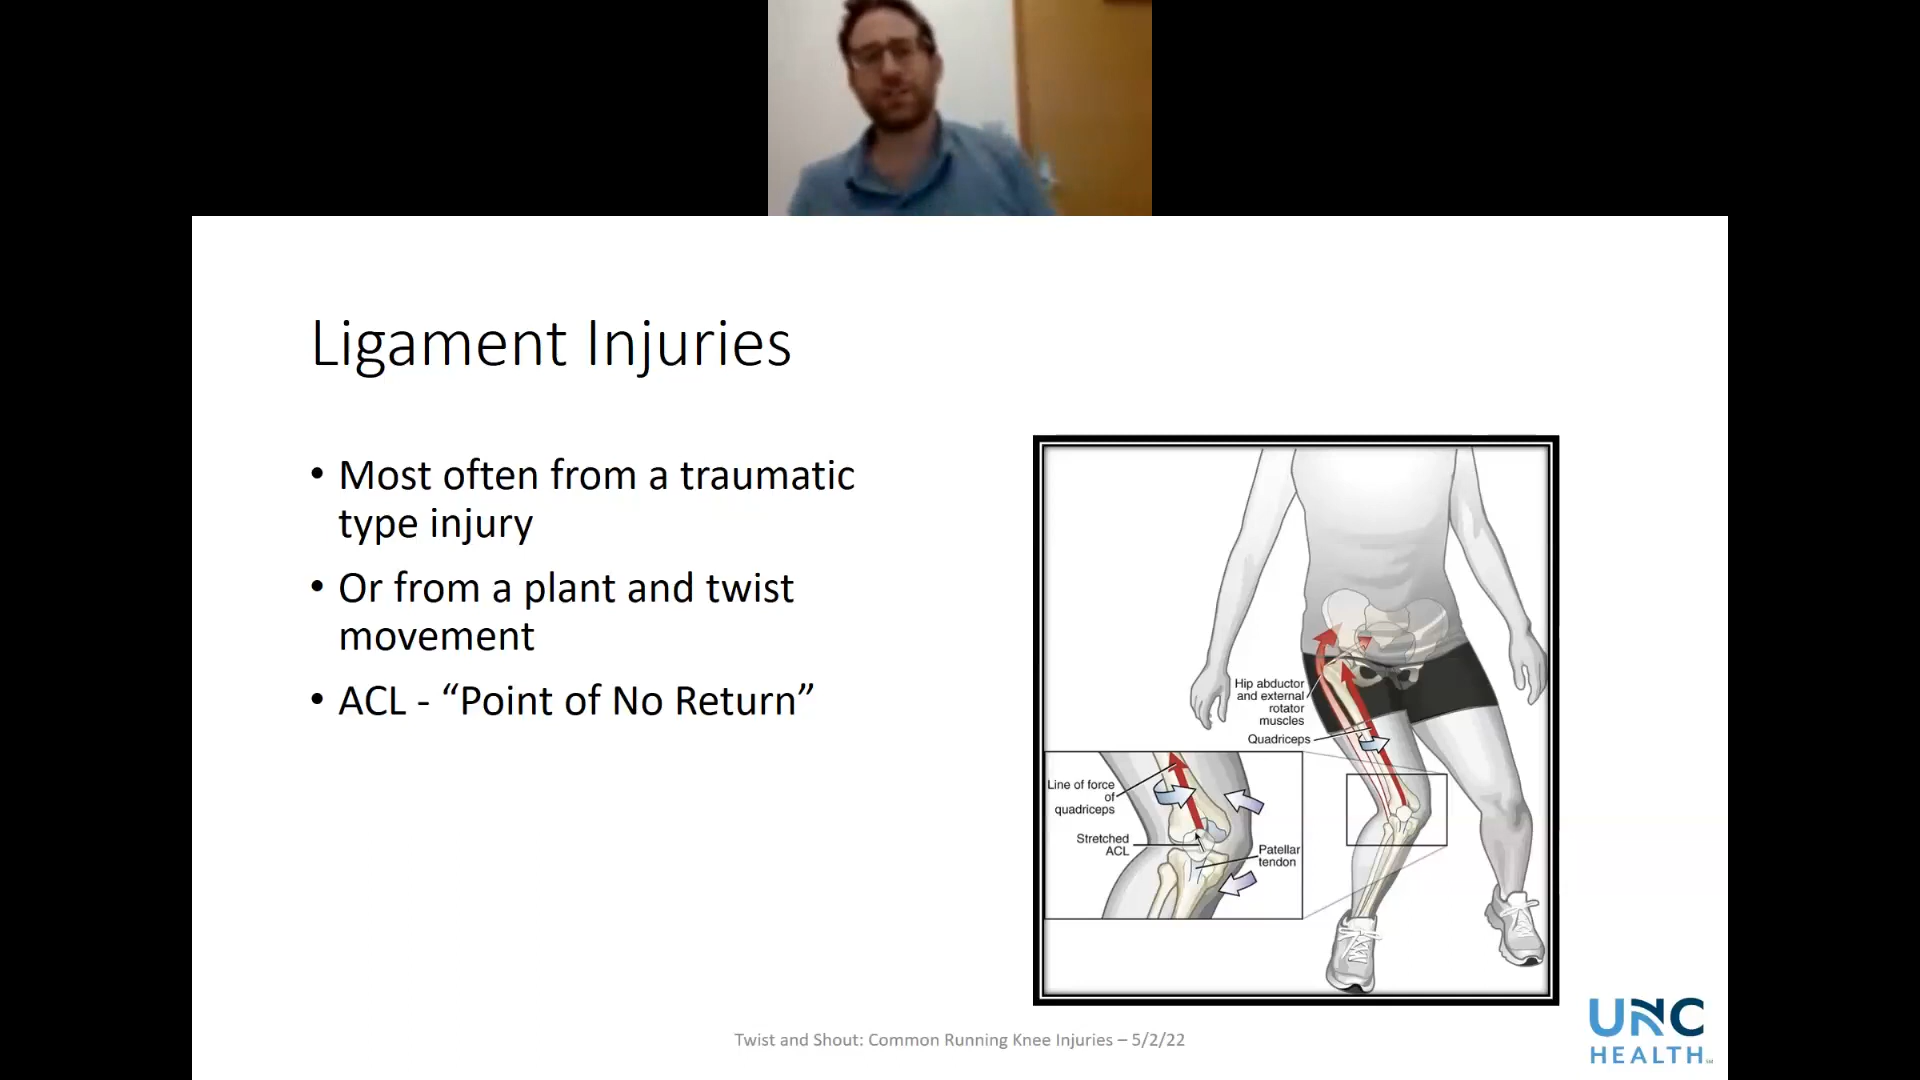 Ligament Injuries
• Most often from a traumatic
type injury
• Or from a plant and twist
movement
• ACL - “Point of No Return”
Hip abductor
and external
rotator
muscles
Quadriceps
Line of force
of
quadriceps
Stretched
ACL
Patellar
tendon
Twist and Shout: Common Running Knee Injuries – 5/2/22
UNC
HEALTH